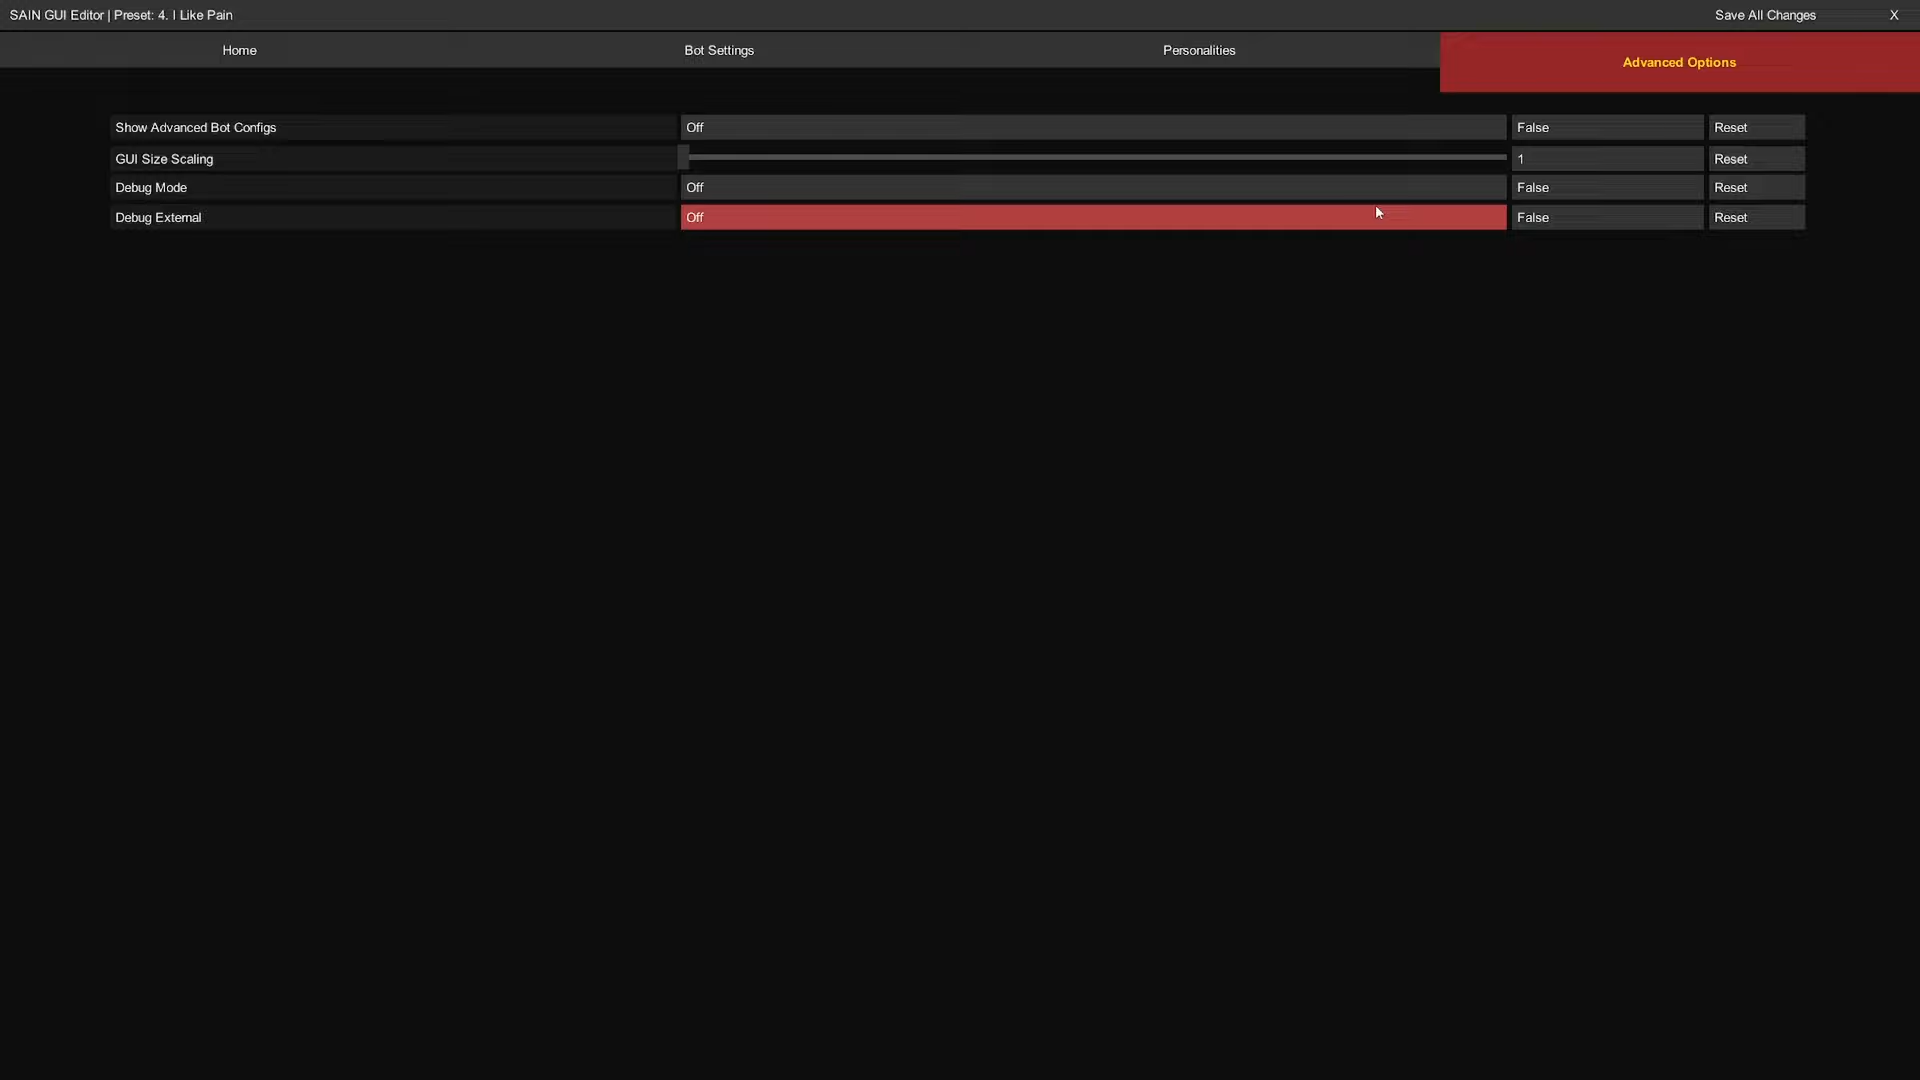 SAIN GUI Editor | Preset: 4. I Like Pain Save All Changes X
Home Bot Settings Personalities Advanced Options
Show Advanced Bot Configs Off False Reset
GUI Size Scaling 1 Reset
Debug Mode Off False Reset
Debug External Off False Reset